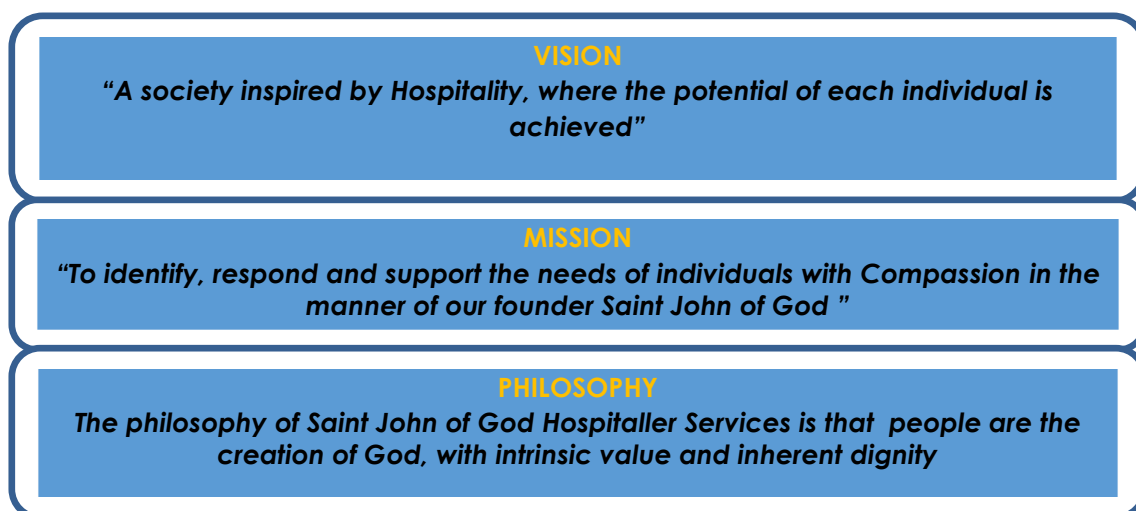 VISION
“A society inspired by Hospitality, where the potential of each individual is
achieved”
MISSION
“To identify, respond and support the needs of individuals with Compassion in the
manner of our founder Saint John of God ”
PHILOSOPHY
The philosophy of Saint John of God Hospitaller Services is that  people are the
creation of God, with intrinsic value and inherent dignity